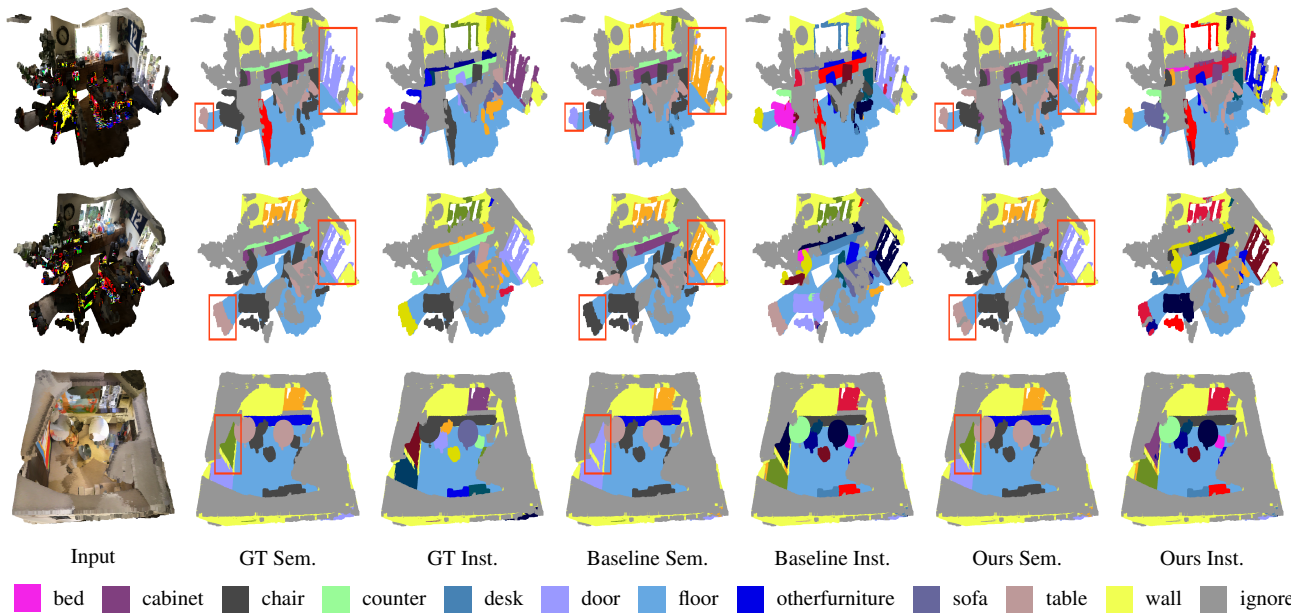 Input GT Sem. GT Inst. Baseline Sem. Baseline Inst. Ours Sem. Ours Inst.
bed cabinet chair counter desk door floor otherfurniture sofa table wall ignore